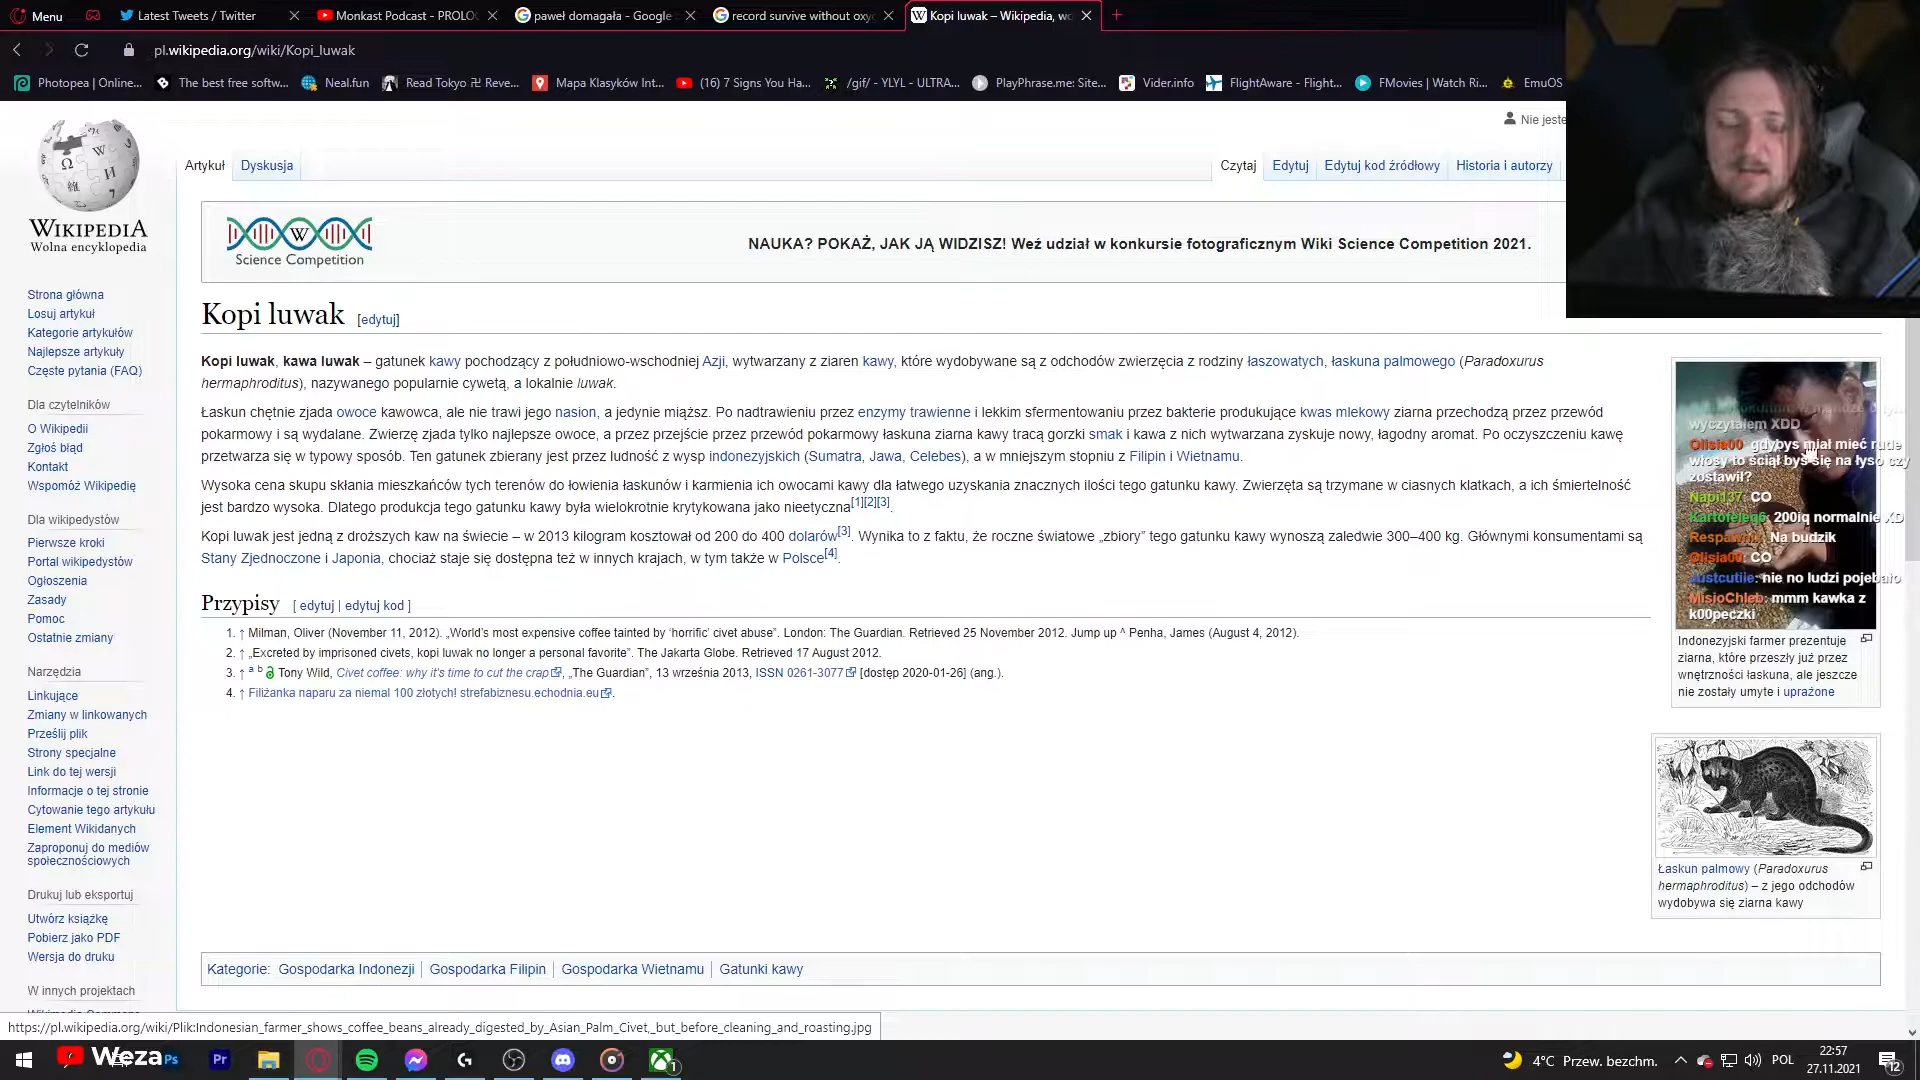 Menu
Latest Tweets / Twitter
Monkast Podcast - PROLO
paweł domagała - Google
record survive without oxy
Kopi luwak – Wikipedia, wo
pl.wikipedia.org/wiki/Kopi_luwak
Photopea | Online...
The best free softw...
Neal.fun
Read Tokyo 卍 Reve...
Mapa Klasyków Int...
(16) 7 Signs You Ha...
/gif/ - YLYL - ULTRA...
PlayPhrase.me: Site...
Vider.info
FlightAware - Flight...
FMovies | Watch Ri...
EmuOS
Nie jeste
WIKIPEDIA
Wolna encyklopedia
Artykuł
Dyskusja
Czytaj
Edytuj
Edytuj kod źródłowy
Historia i autorzy
Science Competition
NAUKA? POKAŻ, JAK JĄ WIDZISZ! Weź udział w konkursie fotograficznym Wiki Science Competition 2021.
Strona główna
Losuj artykuł
Kategorie artykułów
Najlepsze artykuły
Częste pytania (FAQ)
Dla czytelników
O Wikipedii
Zgłoś błąd
Kontakt
Wspomóż Wikipedię
Dla wikipedystów
Pierwsze kroki
Portal wikipedystów
Ogłoszenia
Zasady
Pomoc
Ostatnie zmiany
Narzędzia
Linkujące
Zmiany w linkowanych
Prześlij plik
Strony specjalne
Link do tej wersji
Informacje o tej stronie
Cytowanie tego artykułu
Element Wikidanych
Zaproponuj do mediów
społecznościowych
Drukuj lub eksportuj
Utwórz książkę
Pobierz jako PDF
Wersja do druku
W innych projektach
Kopi luwak [edytuj]
Kopi luwak, kawa luwak – gatunek kawy pochodzący z południowo-wschodniej Azji, wytwarzany z ziaren kawy, które wydobywane są z odchodów zwierzęcia z rodziny łaszowatych, łaskuna palmowego (Paradoxurus
hermaphroditus), nazywanego popularnie cywetą, a lokalnie luwak.
Łaskun chętnie zjada owoce kawowca, ale nie trawi jego nasion, a jedynie miąższ. Po nadtrawieniu przez enzymy trawienne i lekkim sfermentowaniu przez bakterie produkujące kwas mlekowy ziarna przechodzą przez przewód
pokarmowy i są wydalane. Zwierzę zjada tylko najlepsze owoce, a przez przejście przez przewód pokarmowy łaskuna ziarna kawy tracą gorzki smak i kawa z nich wytwarzana zyskuje nowy, łagodny aromat. Po oczyszczeniu kawę
przetwarza się w typowy sposób. Ten gatunek zbierany jest przez ludność z wysp indonezyjskich (Sumatra, Jawa, Celebes), a w mniejszym stopniu z Filipin i Wietnamu.
Wysoka cena skupu skłania mieszkańców tych terenów do łowienia łaskunów i karmienia ich owocami kawy dla łatwego uzyskania znacznych ilości tego gatunku kawy. Zwierzęta są trzymane w ciasnych klatkach, a ich śmiertelność
jest bardzo wysoka. Dlatego produkcja tego gatunku kawy była wielokrotnie krytykowana jako nieetyczna[1][2][3].
Kopi luwak jest jedną z droższych kaw na świecie – w 2013 kilogram kosztował od 200 do 400 dolarów[3]. Wynika to z faktu, że roczne światowe „zbiory” tego gatunku kawy wynoszą zaledwie 300–400 kg. Głównymi konsumentami są
Stany Zjednoczone i Japonia, chociaż staje się dostępna też w innych krajach, w tym także w Polsce[4].
Przypisy [ edytuj | edytuj kod ]
1. ↑ Milman, Oliver (November 11, 2012). „World's most expensive coffee tainted by 'horrific' civet abuse”. London: The Guardian. Retrieved 25 November 2012. Jump up ^ Penha, James (August 4, 2012).
2. ↑ „Excreted by imprisoned civets, kopi luwak no longer a personal favorite”. The Jakarta Globe. Retrieved 17 August 2012.
3. ↑ a b Tony Wild, Civet coffee: why it's time to cut the crap, „The Guardian”, 13 września 2013, ISSN 0261-3077 [dostęp 2020-01-26] (ang.).
4. ↑ Filiżanka naparu za niemal 100 złotych! strefabiznesu.echodnia.eu.
wyczytałem XDD
Olisia00: gdybys miał mieć rude
włosy to ściął byś się na łyso czy
zostawił?
Napi137: CO
Kartofeleq6: 200iq normalnie XD
Respawnik: Na budzik
Olisia00: CO
Justcutiie: nie no ludzi pojebało
MisioChleb: mmm kawka z
k00peczki
Indonezyjski farmer prezentuje
ziarna, które przeszły już przez
wnętrzności łaskuna, ale jeszcze
nie zostały umyte i uprażone
Łaskun palmowy (Paradoxurus
hermaphroditus) – z jego odchodów
wydobywa się ziarna kawy
Kategorie: Gospodarka Indonezji | Gospodarka Filipin | Gospodarka Wietnamu | Gatunki kawy
https://pl.wikipedia.org/wiki/Plik:Indonesian_farmer_shows_coffee_beans_already_digested_by_Asian_Palm_Civet,_but_before_cleaning_and_roasting.jpg
Weza
Ps
Pr
1
4°C Przew. bezchm.
POL
22:57
27.11.2021
12